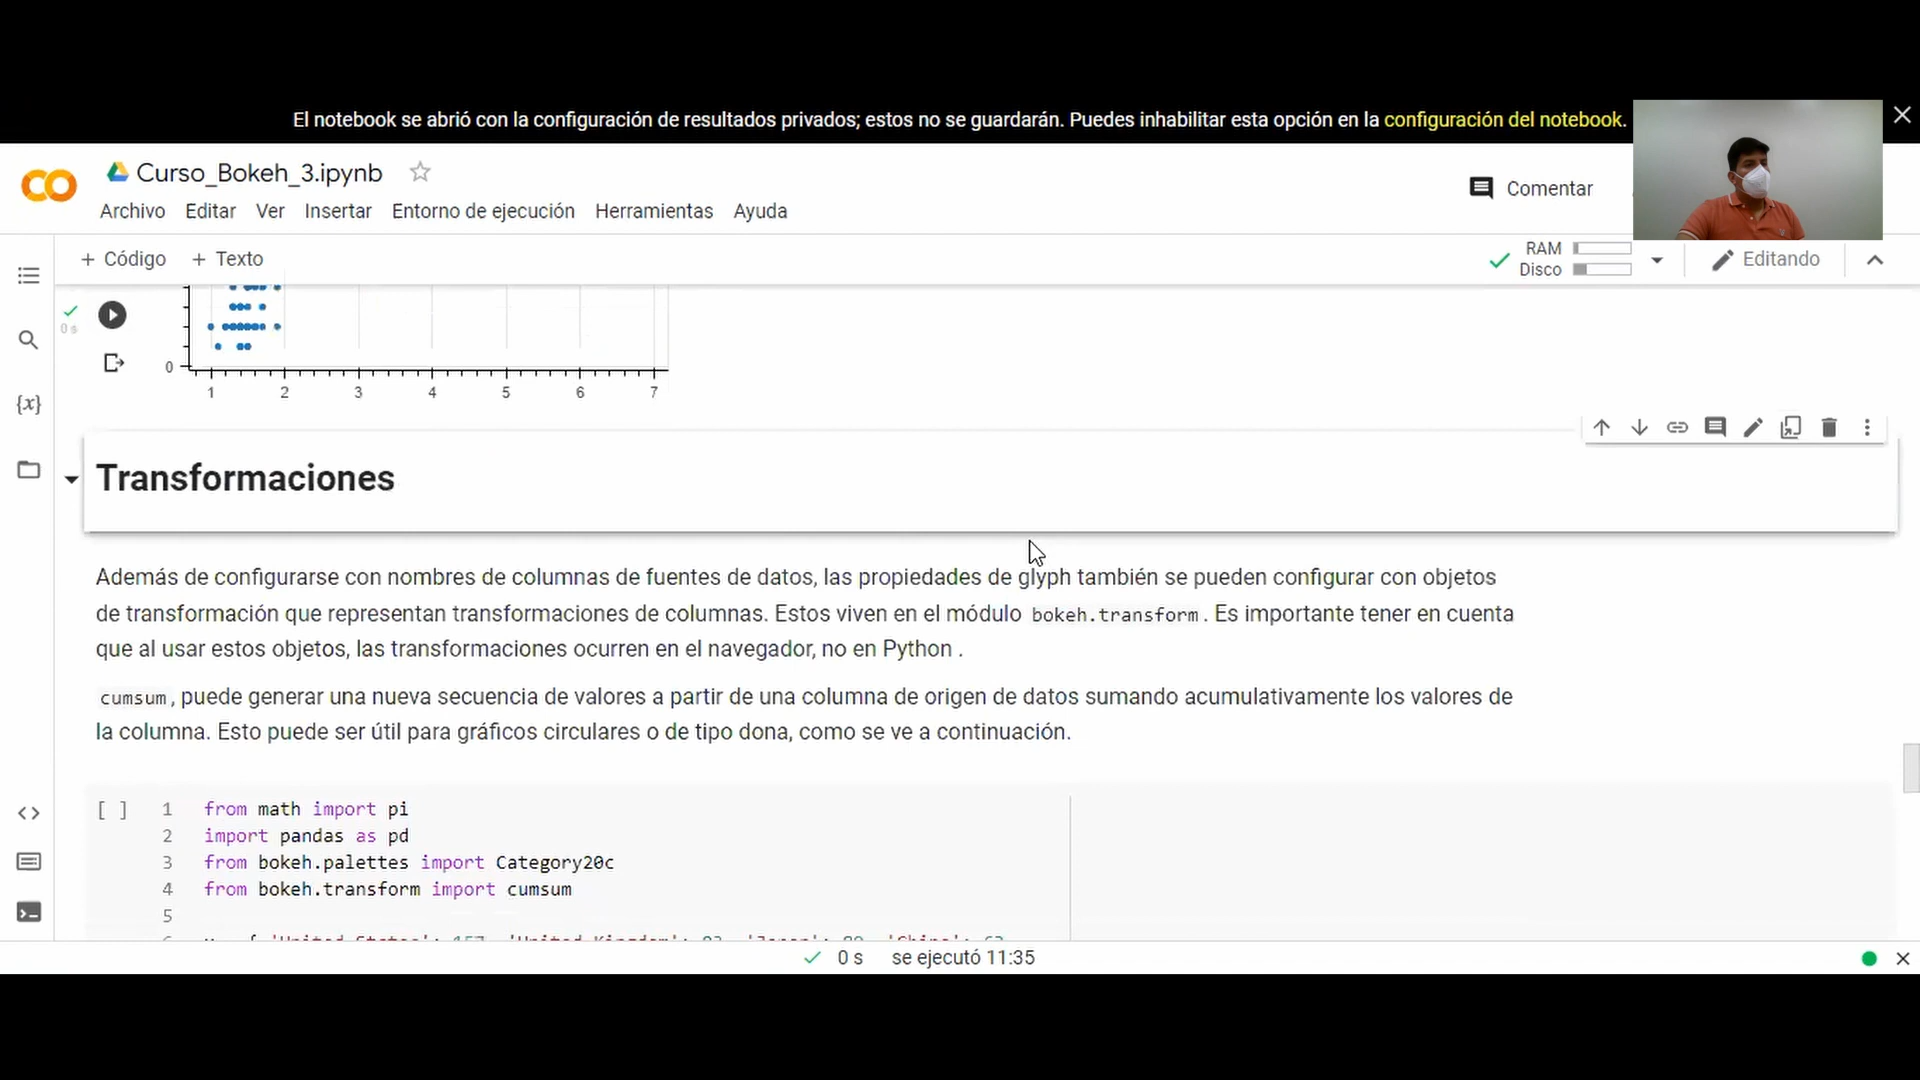 El notebook se abrió con la configuración de resultados privados; estos no se guardarán. Puedes inhabilitar esta opción en la configuración del notebook.
Curso_Bokeh_3.ipynb
Comentar
Archivo Editar Ver Insertar Entorno de ejecución Herramientas Ayuda
+ Código + Texto
RAM
Disco
Editando
0 s
0
1 2 3 4 5 6 7
{x}
Transformaciones
Además de configurarse con nombres de columnas de fuentes de datos, las propiedades de glyph también se pueden configurar con objetos
de transformación que representan transformaciones de columnas. Estos viven en el módulo bokeh.transform. Es importante tener en cuenta
que al usar estos objetos, las transformaciones ocurren en el navegador, no en Python .
cumsum, puede generar una nueva secuencia de valores a partir de una columna de origen de datos sumando acumulativamente los valores de
la columna. Esto puede ser útil para gráficos circulares o de tipo dona, como se ve a continuación.
[ ] 1 from math import pi
2 import pandas as pd
3 from bokeh.palettes import Category20c
4 from bokeh.transform import cumsum
5
0 s se ejecutó 11:35